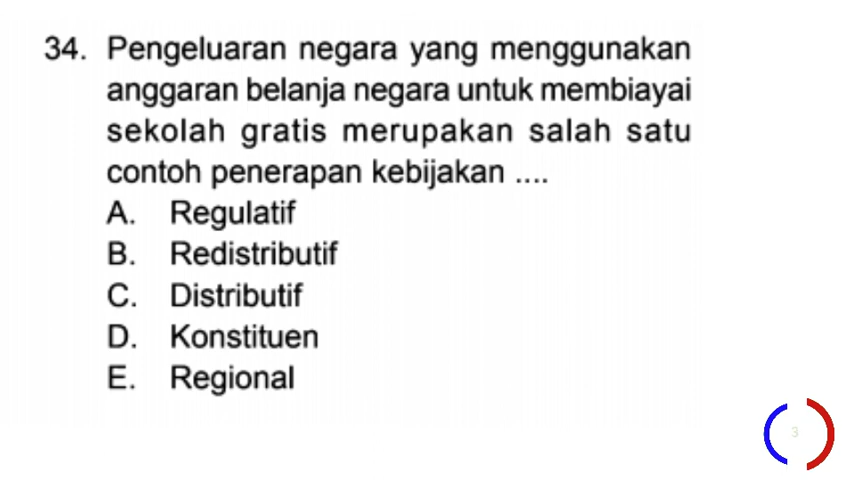 34. Pengeluaran negara yang menggunakan
anggaran belanja negara untuk membiayai
sekolah gratis merupakan salah satu
contoh penerapan kebijakan ....
A. Regulatif
B. Redistributif
C. Distributif
D. Konstituen
E. Regional
3